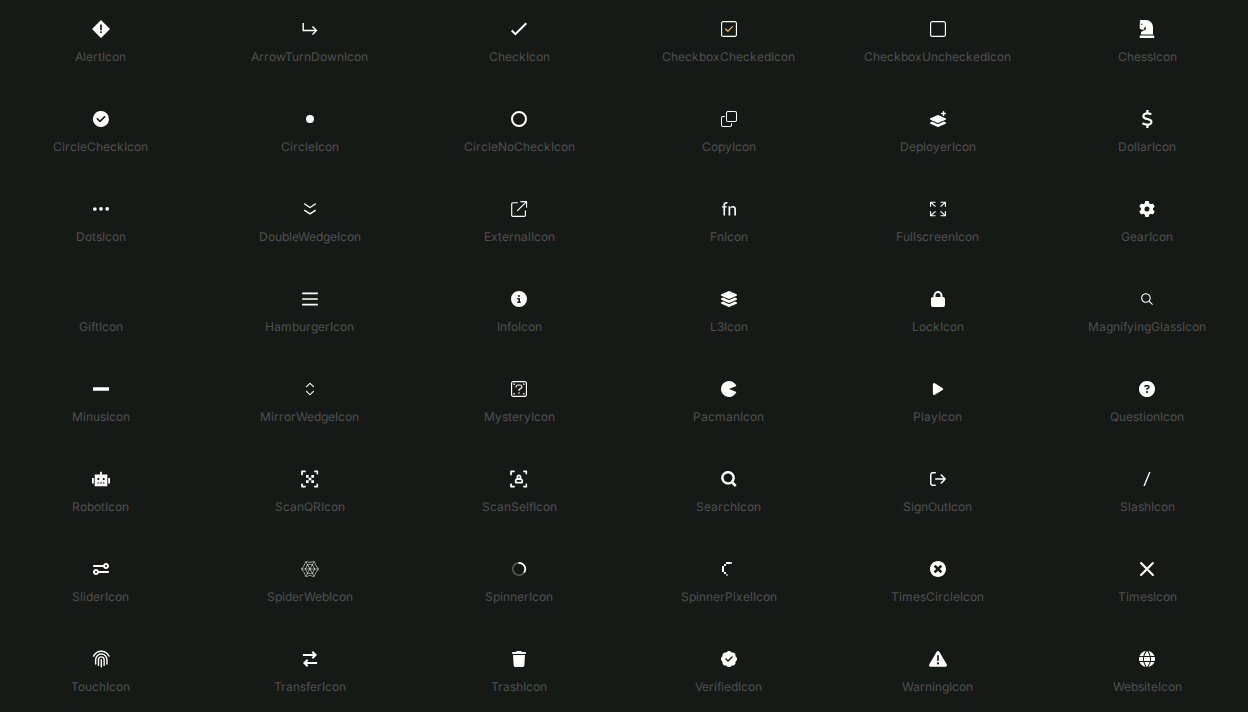 AlertIcon ArrowTurnDownIcon CheckIcon CheckboxCheckedIcon CheckboxUncheckedIcon ChessIcon
CircleCheckIcon CircleIcon CircleNoCheckIcon CopyIcon DeployerIcon DollarIcon
fn
DotsIcon DoubleWedgeIcon ExternalIcon FnIcon FullscreenIcon GearIcon
GiftIcon HamburgerIcon InfoIcon L3Icon LockIcon MagnifyingGlassIcon
MinusIcon MirrorWedgeIcon MysteryIcon PacmanIcon PlayIcon QuestionIcon
RobotIcon ScanQRIcon ScanSelfIcon SearchIcon SignOutIcon SlashIcon
SliderIcon SpiderWebIcon SpinnerIcon SpinnerPixelIcon TimesCircleIcon TimesIcon
TouchIcon TransferIcon TrashIcon VerifiedIcon WarningIcon WebsiteIcon